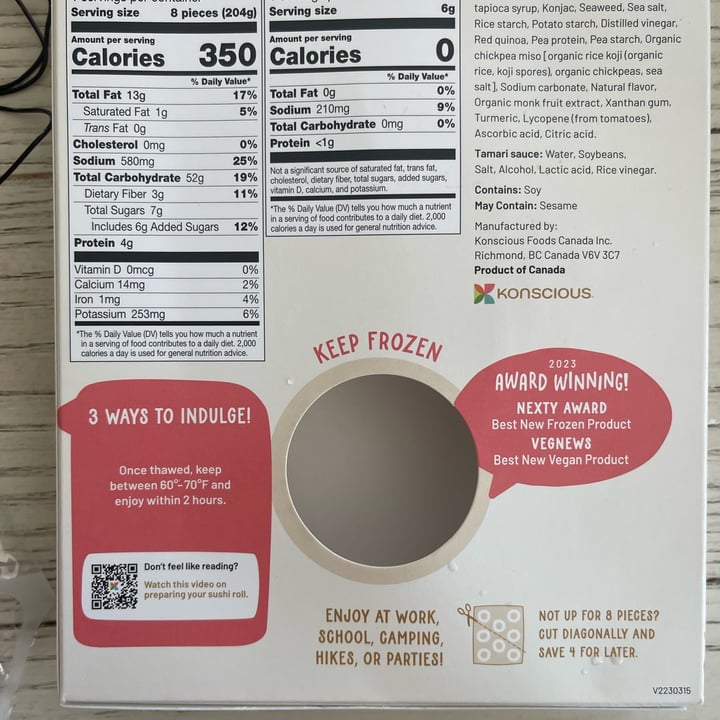 Serving size 8 pieces (204g)
Amount per serving
Calories 350
% Daily Value*
Total Fat 13g 17%
Saturated Fat 1g 5%
Trans Fat 0g
Cholesterol 0mg 0%
Sodium 580mg 25%
Total Carbohydrate 52g 19%
Dietary Fiber 3g 11%
Total Sugars 7g
Includes 6g Added Sugars 12%
Protein 4g
Vitamin D 0mcg 0%
Calcium 14mg 2%
Iron 1mg 4%
Potassium 253mg 6%
*The % Daily Value (DV) tells you how much a nutrient
in a serving of food contributes to a daily diet. 2,000
calories a day is used for general nutrition advice.
Serving size 6g
Amount per serving
Calories 0
% Daily Value*
Total Fat 0g 0%
Sodium 210mg 9%
Total Carbohydrate 0mg 0%
Protein <1g
Not a significant source of saturated fat, trans fat,
cholesterol, dietary fiber, total sugars, added sugars,
vitamin D, calcium, and potassium.
*The % Daily Value (DV) tells you how much a nutrient
in a serving of food contributes to a daily diet. 2,000
calories a day is used for general nutrition advice.
tapioca syrup, Konjac, Seaweed, Sea salt,
Rice starch, Potato starch, Distilled vinegar,
Red quinoa, Pea protein, Pea starch, Organic
chickpea miso [organic rice koji (organic
rice, koji spores), organic chickpeas, sea
salt], Sodium carbonate, Natural flavor,
Organic monk fruit extract, Xanthan gum,
Turmeric, Lycopene (from tomatoes),
Ascorbic acid, Citric acid.
Tamari sauce: Water, Soybeans,
Salt, Alcohol, Lactic acid, Rice vinegar.
Contains: Soy
May Contain: Sesame
Manufactured by:
Konscious Foods Canada Inc.
Richmond, BC Canada V6V 3C7
Product of Canada
KONSCIOUS
KEEP FROZEN
2023
AWARD WINNING!
NEXTY AWARD
Best New Frozen Product
VEGNEWS
Best New Vegan Product
3 WAYS TO INDULGE!
Once thawed, keep
between 60°-70°F and
enjoy within 2 hours.
Don't feel like reading?
Watch this video on
preparing your sushi roll.
ENJOY AT WORK,
SCHOOL, CAMPING,
HIKES, OR PARTIES!
NOT UP FOR 8 PIECES?
CUT DIAGONALLY AND
SAVE 4 FOR LATER.
V2230315